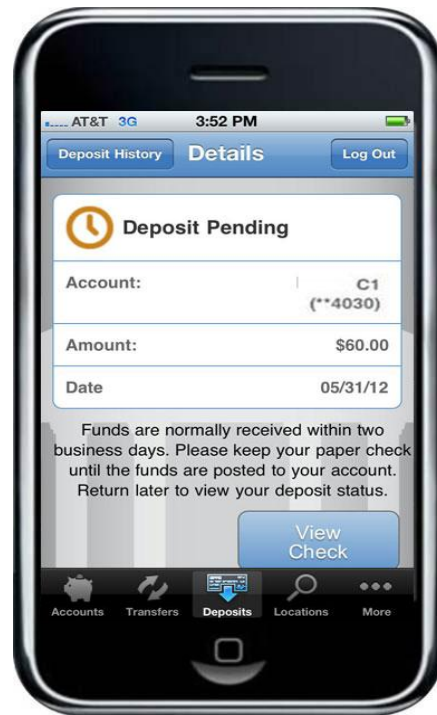 AT&T 3G 3:52 PM
Deposit History Details Log Out
Deposit Pending
Account: C1
(**4030)
Amount: $60.00
Date 05/31/12
Funds are normally received within two
business days. Please keep your paper check
until the funds are posted to your account.
Return later to view your deposit status.
View
Check
Accounts Transfers Deposits Locations More